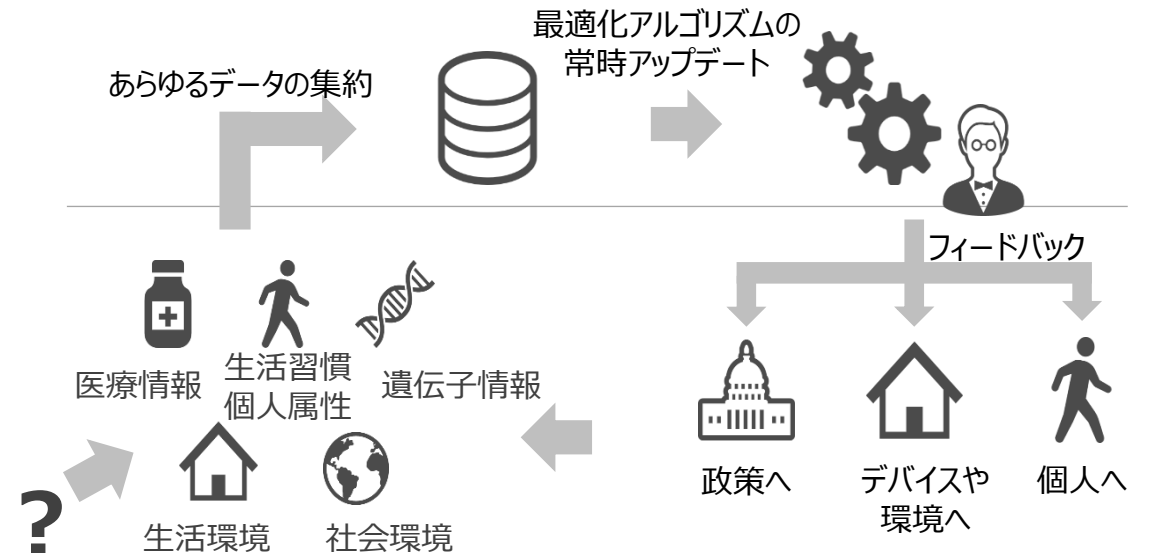 最適化アルゴリズムの
常時アップデート
あらゆるデータの集約
フィードバック
医療情報
生活習慣
個人属性
遺伝子情報
政策へ
デバイスや
環境へ
個人へ
?
生活環境
社会環境